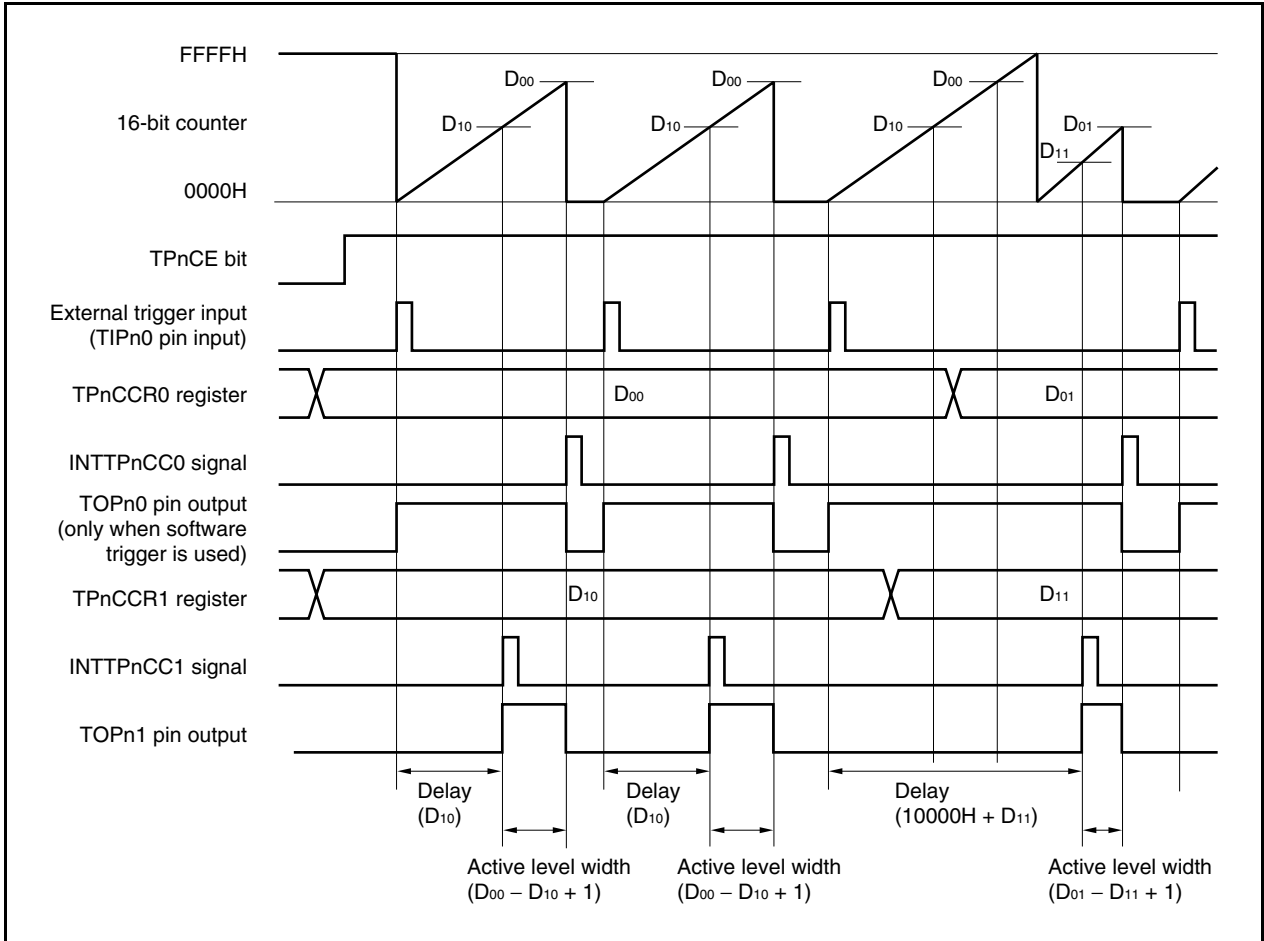 FFFFH
16-bit counter
0000H
D10
D00
D10
D00
D10
D00
D11
D01
TPnCE bit
External trigger input
(TIPn0 pin input)
TPnCCR0 register
D00
D01
INTTPnCC0 signal
TOPn0 pin output
(only when software
trigger is used)
TPnCCR1 register
D10
D11
INTTPnCC1 signal
TOPn1 pin output
Delay
(D10)
Delay
(D10)
Delay
(10000H + D11)
Active level width
(D00 − D10 + 1)
Active level width
(D00 − D10 + 1)
Active level width
(D01 − D11 + 1)